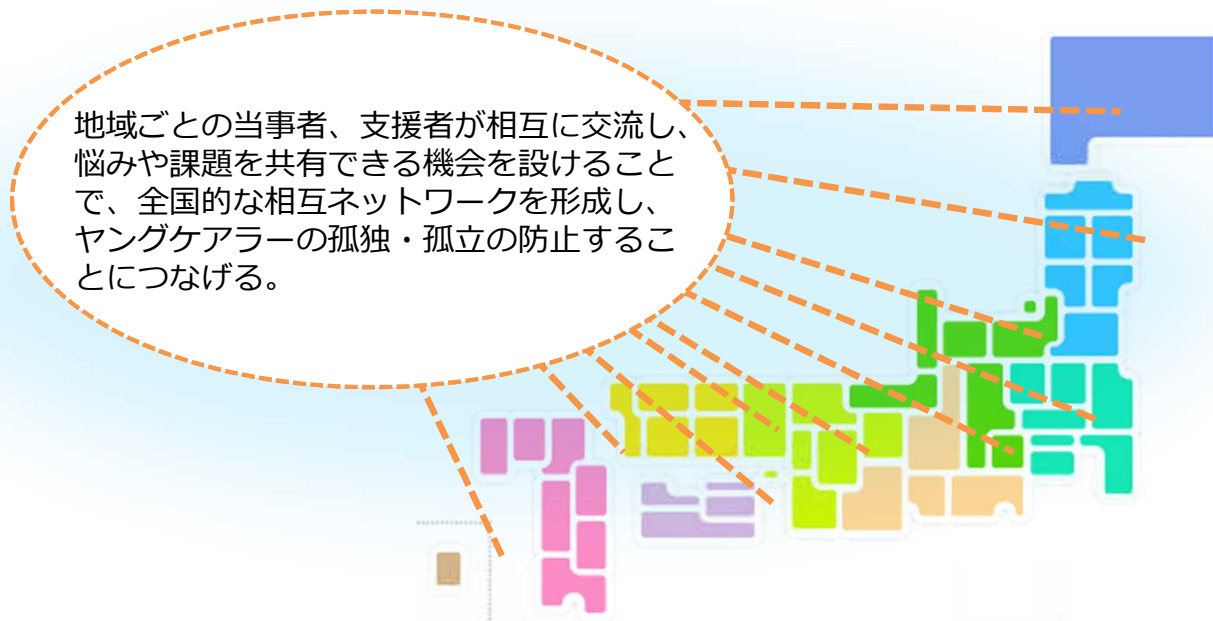 地域ごとの当事者、支援者が相互に交流し、
悩みや課題を共有できる機会を設けること
で、全国的な相互ネットワークを形成し、
ヤングケアラーの孤独・孤立の防止するこ
とにつなげる。